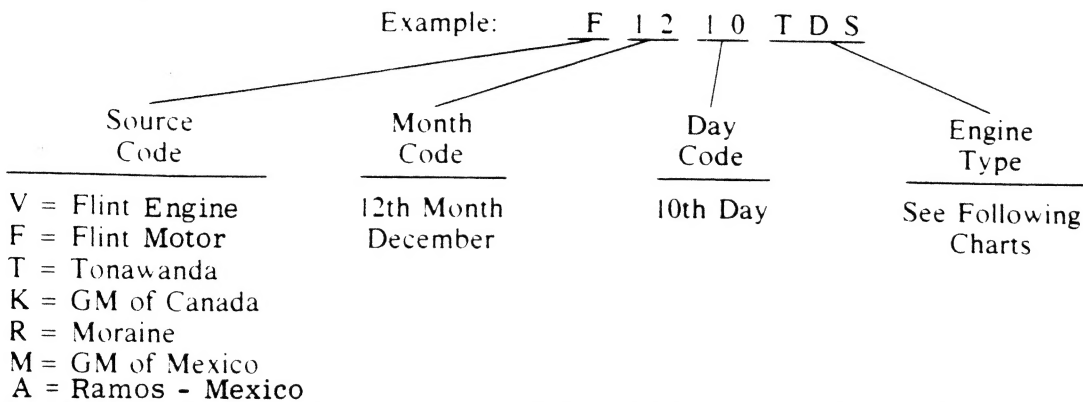 Example: F 1 2 1 0 T D S
Source Code
Month Code
Day Code
Engine Type
V = Flint Engine
F = Flint Motor
T = Tonawanda
K = GM of Canada
R = Moraine
M = GM of Mexico
A = Ramos - Mexico
12th Month
December
10th Day
See Following
Charts